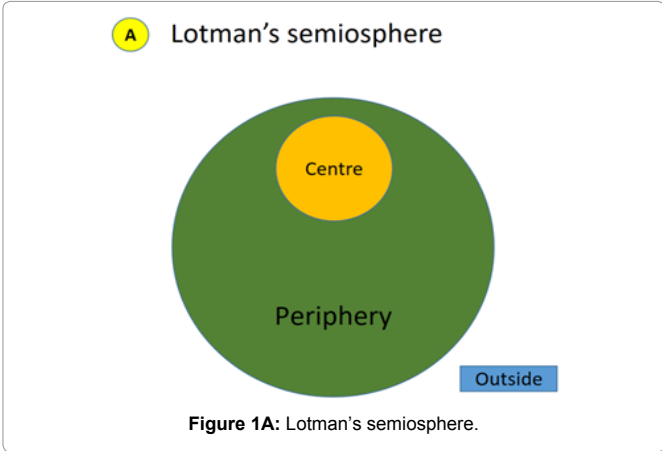 A Lotman’s semiosphere
Centre
Periphery
Outside
Figure 1A: Lotman’s semiosphere.